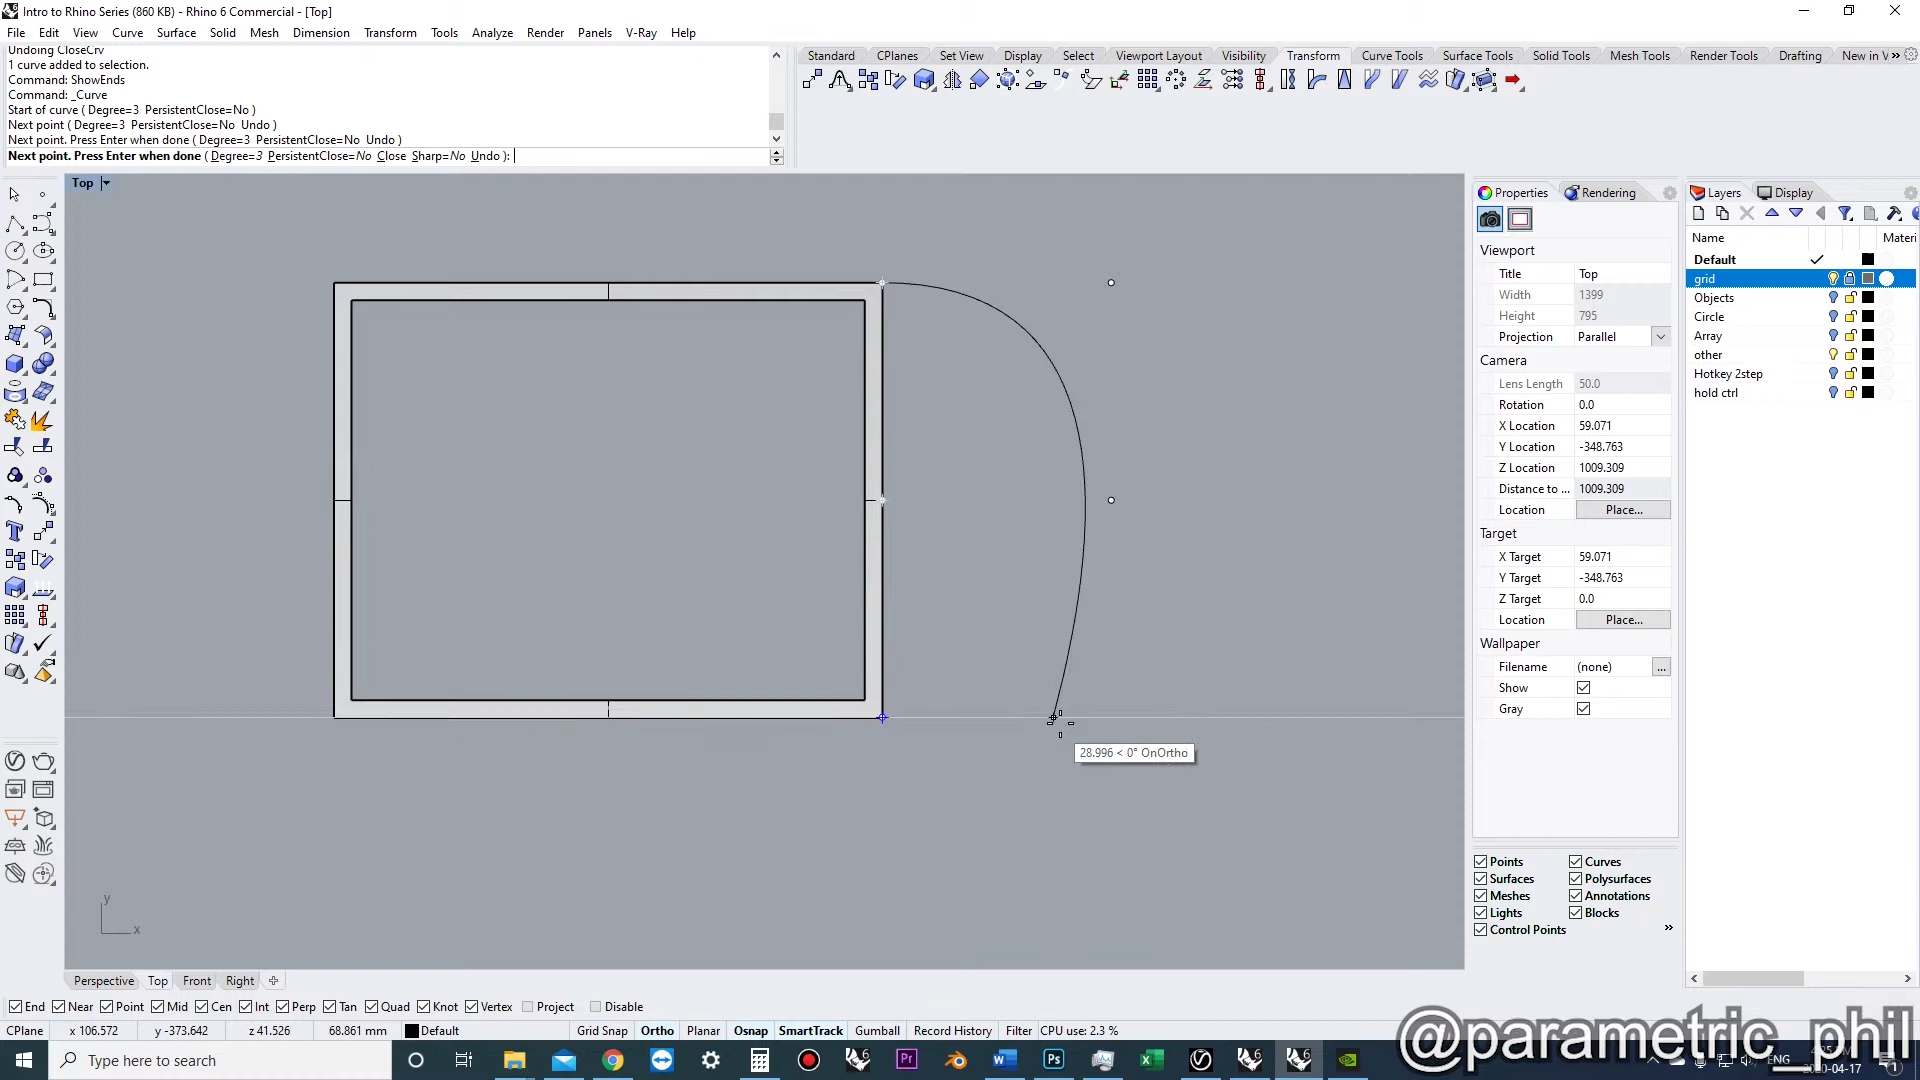 Intro to Rhino Series (860 KB) - Rhino 6 Commercial - [Top]
File Edit View Curve Surface Solid Mesh Dimension Transform Tools Analyze Render Panels V-Ray Help
Undoing CloseCrv
1 curve added to selection.
Command: ShowEnds
Command: _Curve
Start of curve ( Degree=3 PersistentClose=No )
Next point ( Degree=3 PersistentClose=No Undo )
Next point. Press Enter when done ( Degree=3 PersistentClose=No Undo )
Next point. Press Enter when done ( Degree=3 PersistentClose=No Close Sharp=No Undo ):
Standard CPlanes Set View Display Select Viewport Layout Visibility Transform Curve Tools Surface Tools Solid Tools Mesh Tools Render Tools Drafting New in V »
Top
Properties Rendering
Viewport
Title Top
Width 1399
Height 795
Projection Parallel
Camera
Lens Length 50.0
Rotation 0.0
X Location 59.071
Y Location -348.763
Z Location 1009.309
Distance to ... 1009.309
Location Place...
Target
X Target 59.071
Y Target -348.763
Z Target 0.0
Location Place...
Wallpaper
Filename (none) ...
Show
Gray
Points Curves
Surfaces Polysurfaces
Meshes Annotations
Lights Blocks
Control Points »
Layers Display
Name Materi
Default
grid
Objects
Circle
Array
other
Hotkey 2step
hold ctrl
28.996 < 0° OnOrtho
y
x
Perspective Top Front Right
End Near Point Mid Cen Int Perp Tan Quad Knot Vertex Project Disable
CPlane x 106.572 y -373.642 z 41.526 68.861 mm Default Grid Snap Ortho Planar Osnap SmartTrack Gumball Record History Filter CPU use: 2.3 %
@parametric_phil
Type here to search
ENG
2020-04-17